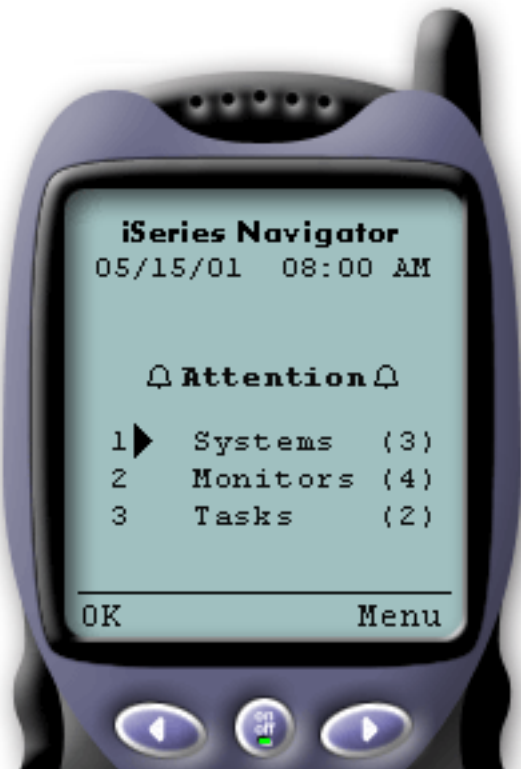 iSeries Navigator
05/15/01 08:00 AM
Attention
1 Systems (3)
2 Monitors (4)
3 Tasks (2)
OK Menu
on
off